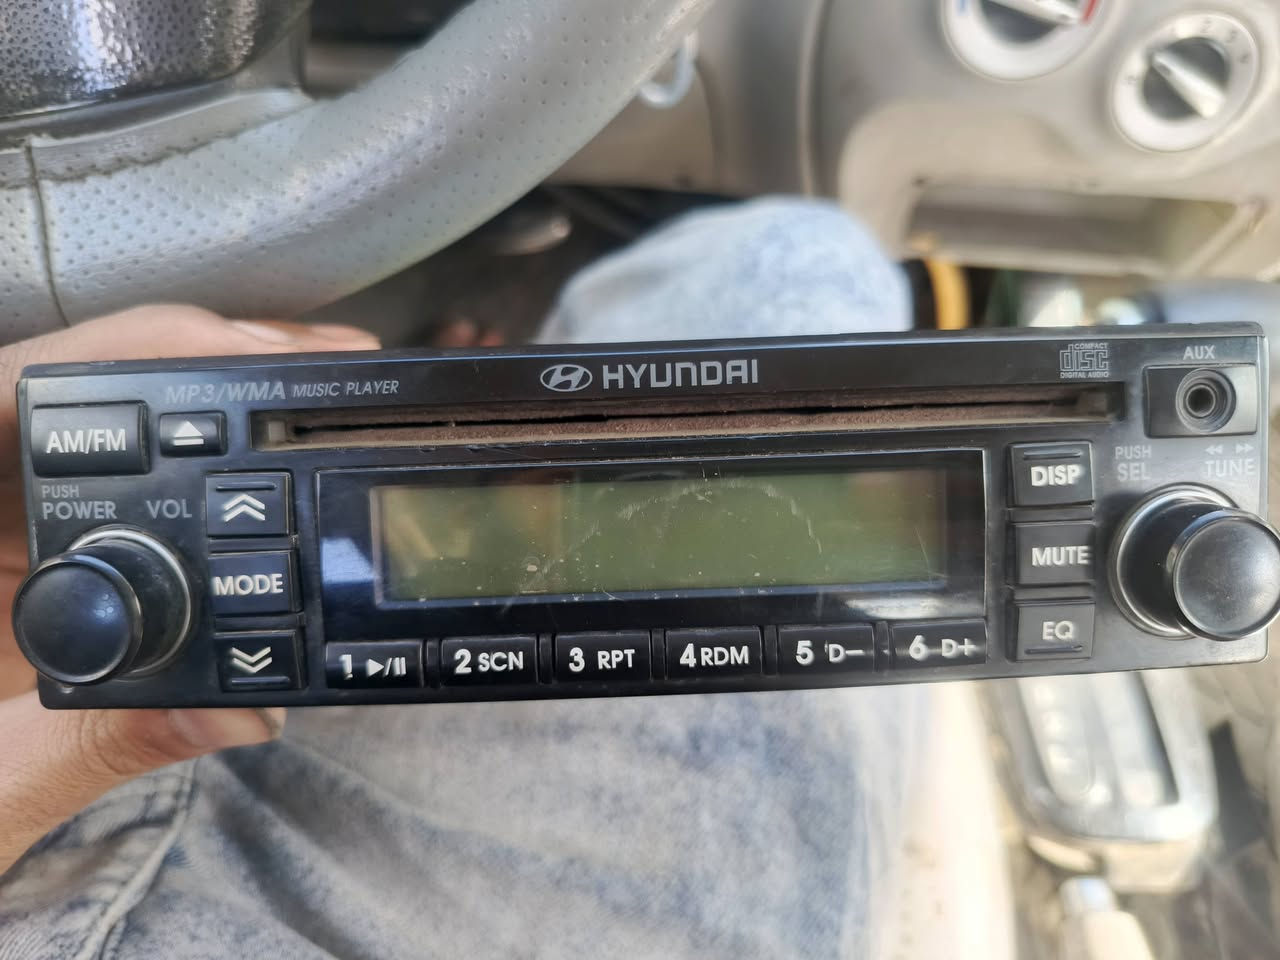 HYUNDAI
MP3/WMA MUSIC PLAYER
COMPACT
disc
DIGITAL AUDIO
AUX
AM/FM
PUSH
POWER
VOL
MODE
DISP
PUSH
SEL
TUNE
MUTE
EQ
1
2 SCN
3 RPT
4 RDM
5 D−
6 D+